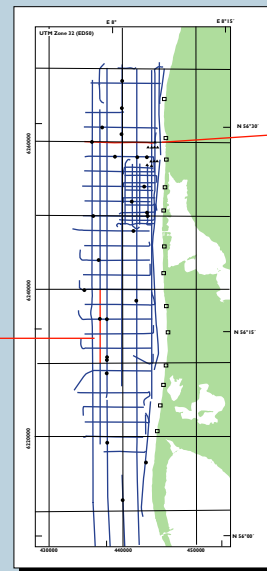 E 8° E 8°15'
UTM Zone 32 (ED50)
N 56°30'
6260000
6240000
N 56°15'
6220000
N 56°00'
430000 440000 450000